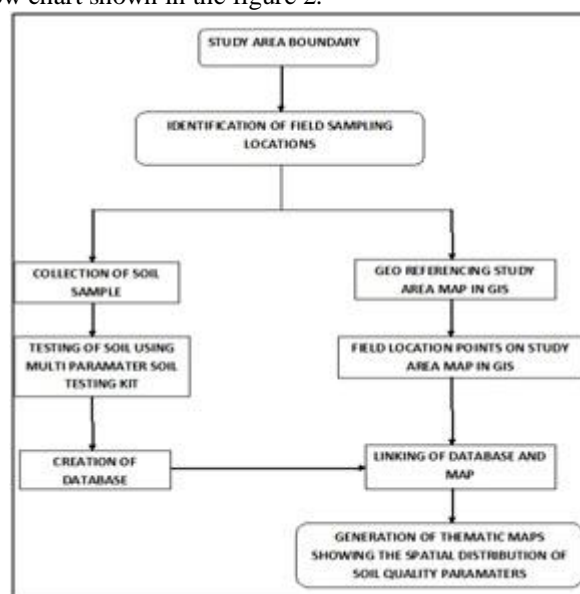 ow chart shown in the figure 2.
STUDY AREA BOUNDARY
IDENTIFICATION OF FIELD SAMPLING
LOCATIONS
COLLECTION OF SOIL
SAMPLE
GEO REFERENCING STUDY
AREA MAP IN GIS
TESTING OF SOIL USING
MULTI PARAMATER SOIL
TESTING KIT
FIELD LOCATION POINTS ON STUDY
AREA MAP IN GIS
CREATION OF
DATABASE
LINKING OF DATABASE AND
MAP
GENERATION OF THEMATIC MAPS
SHOWING THE SPATIAL DISTRIBUTION OF
SOIL QUALITY PARAMATERS